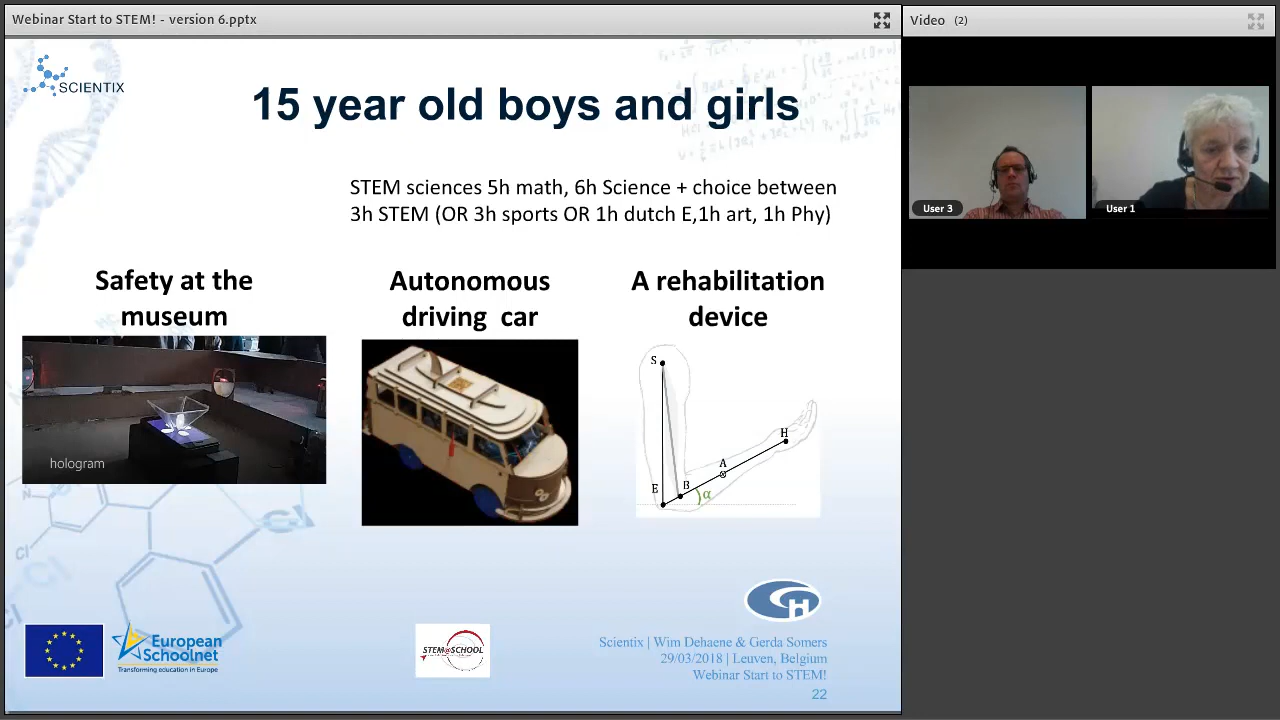 Webinar Start to STEM! - version 6.pptx
Video (2)
SCIENTIX
15 year old boys and girls
STEM sciences 5h math, 6h Science + choice between
3h STEM (OR 3h sports OR 1h dutch E,1h art, 1h Phy)
User 3
User 1
Safety at the
museum
Autonomous
driving car
A rehabilitation
device
hologram
S
H
A
B
E
α
Cl
Cl
GH
European
Schoolnet
Transforming education in Europe
STEM@SCHOOL
Scientix | Wim Dehaene & Gerda Somers
29/03/2018 | Leuven, Belgium
Webinar Start to STEM!
22